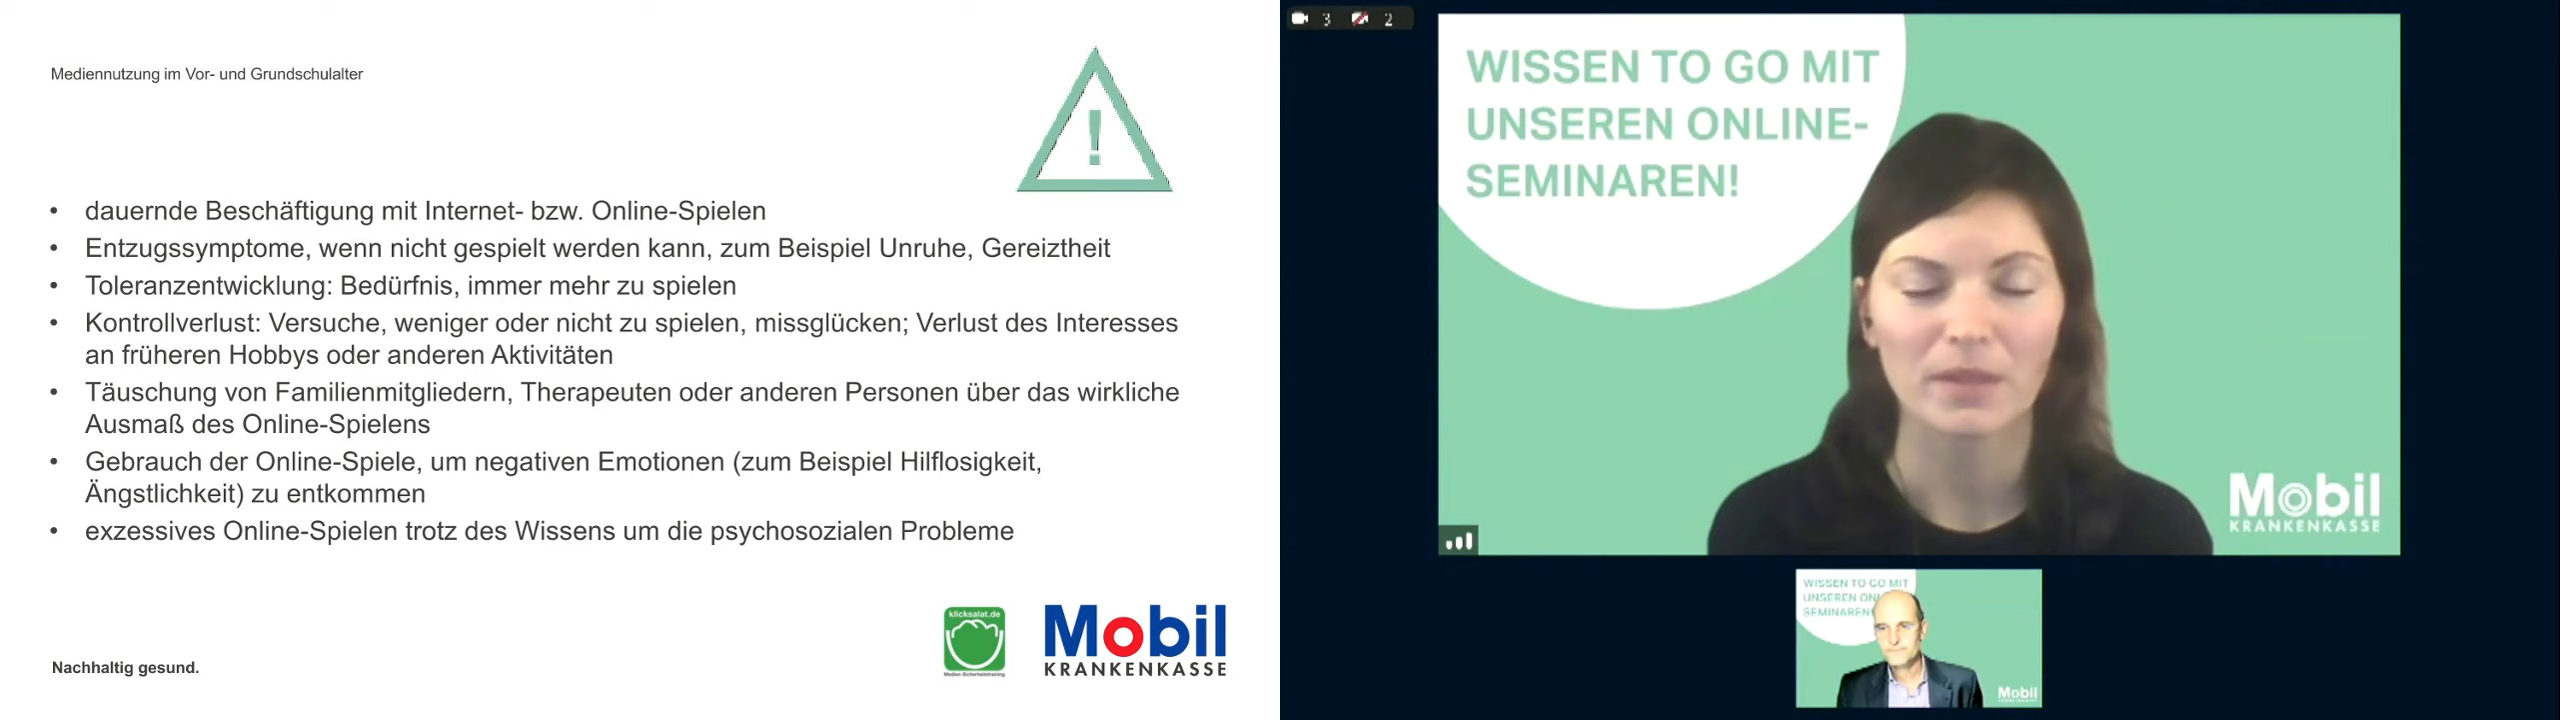 Mediennutzung im Vor- und Grundschulalter
!
• dauernde Beschäftigung mit Internet- bzw. Online-Spielen
• Entzugssymptome, wenn nicht gespielt werden kann, zum Beispiel Unruhe, Gereiztheit
• Toleranzentwicklung: Bedürfnis, immer mehr zu spielen
• Kontrollverlust: Versuche, weniger oder nicht zu spielen, missglücken; Verlust des Interesses
an früheren Hobbys oder anderen Aktivitäten
• Täuschung von Familienmitgliedern, Therapeuten oder anderen Personen über das wirkliche
Ausmaß des Online-Spielens
• Gebrauch der Online-Spiele, um negativen Emotionen (zum Beispiel Hilflosigkeit,
Ängstlichkeit) zu entkommen
• exzessives Online-Spielen trotz des Wissens um die psychosozialen Probleme
klicksalat.de
Medien-Sicherheitstraining
Mobil
KRANKENKASSE
Nachhaltig gesund.
3 2
WISSEN TO GO MIT
UNSEREN ONLINE-
SEMINAREN!
Mobil
KRANKENKASSE
WISSEN TO GO MIT
UNSEREN
SEMINAREN
Mobil